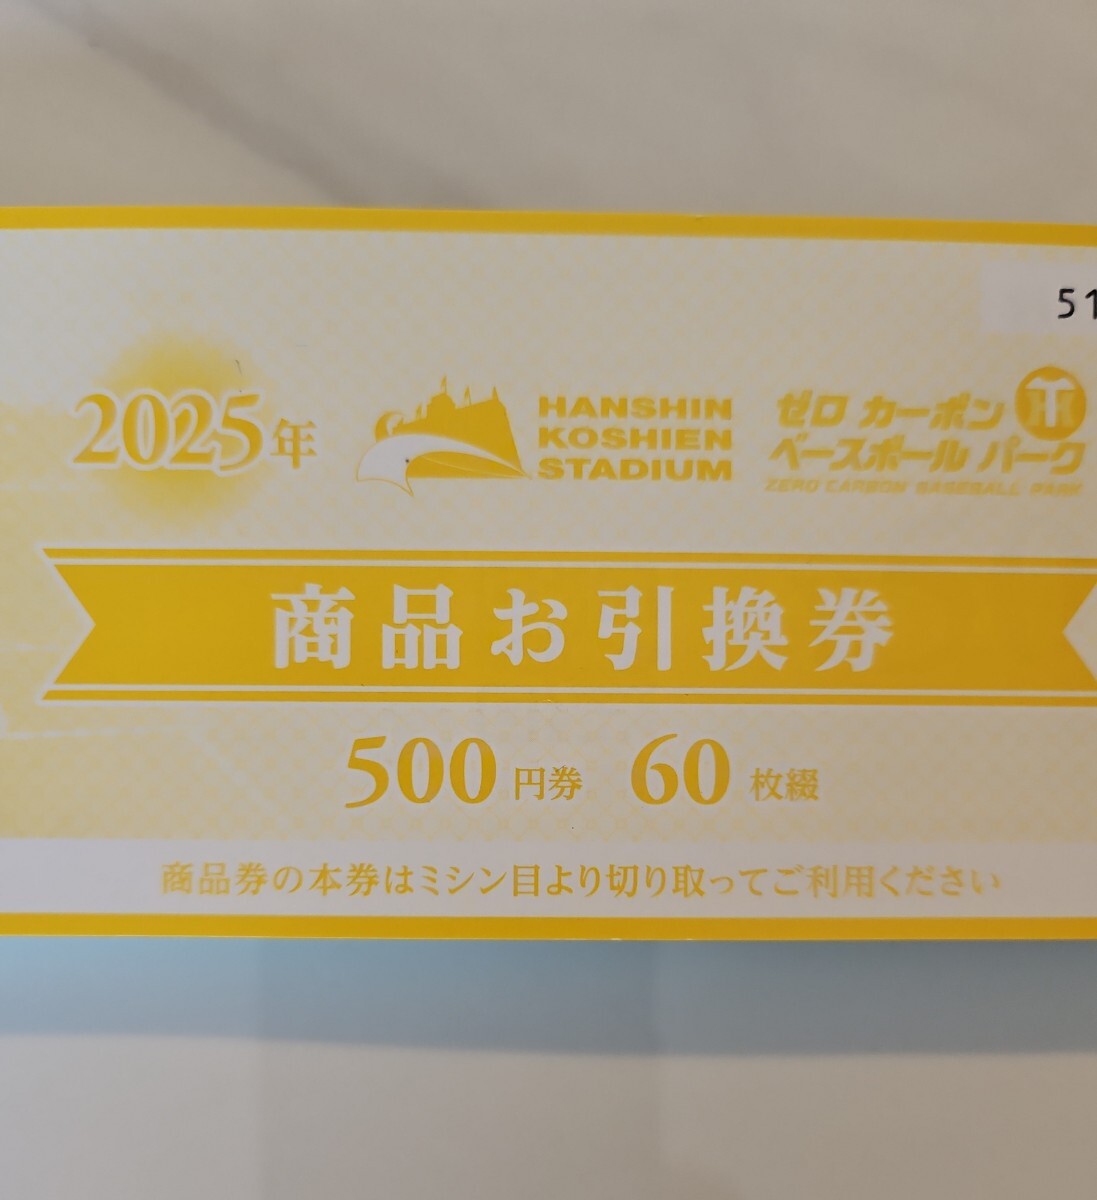 51
2025年
HANSHIN
KOSHIEN
STADIUM
ゼロ カーボン
ベースボール パーク
ZERO CARBON BASEBALL PARK
商品お引換券
500円券 60枚綴
商品券の本券はミシン目より切り取ってご利用ください